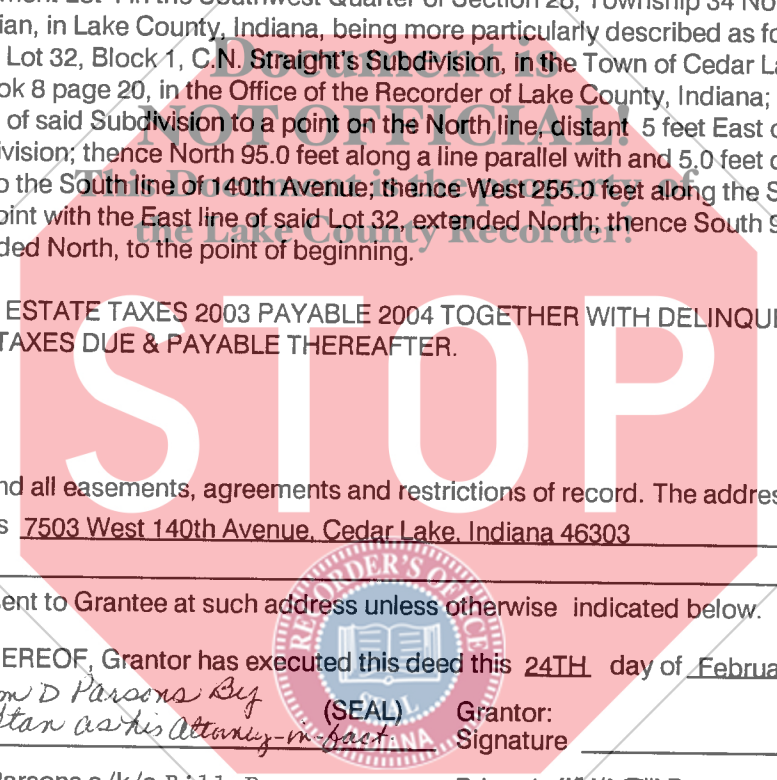 ian, in Lake County, Indiana, being more particularly described as fo
Lot 32, Block 1, C.N. Straight's Subdivision, in the Town of Cedar La
ok 8 page 20, in the Office of the Recorder of Lake County, Indiana;
of said Subdivision to a point on the North line, distant 5 feet East
ivision; thence North 95.0 feet along a line parallel with and 5.0 feet
o the South line of 140th Avenue; thence West 255.0 feet along the S
oint with the East line of said Lot 32, extended North; thence South 9
ded North, to the point of beginning.
Document is
NOT OFFICIAL!
This Document is the property of
the Lake County Recorder!
ESTATE TAXES 2003 PAYABLE 2004 TOGETHER WITH DELINQU
TAXES DUE & PAYABLE THEREAFTER.
STOP
nd all easements, agreements and restrictions of record. The addres
s 7503 West 140th Avenue, Cedar Lake, Indiana 46303
RECORDER'S OFFICE
SEAL
INDIANA
sent to Grantee at such address unless otherwise indicated below.
EREOF, Grantor has executed this deed this 24TH day of Februa
m D Parsons By
tan as his Attorney-in-fact
(SEAL) Grantor:
Signature